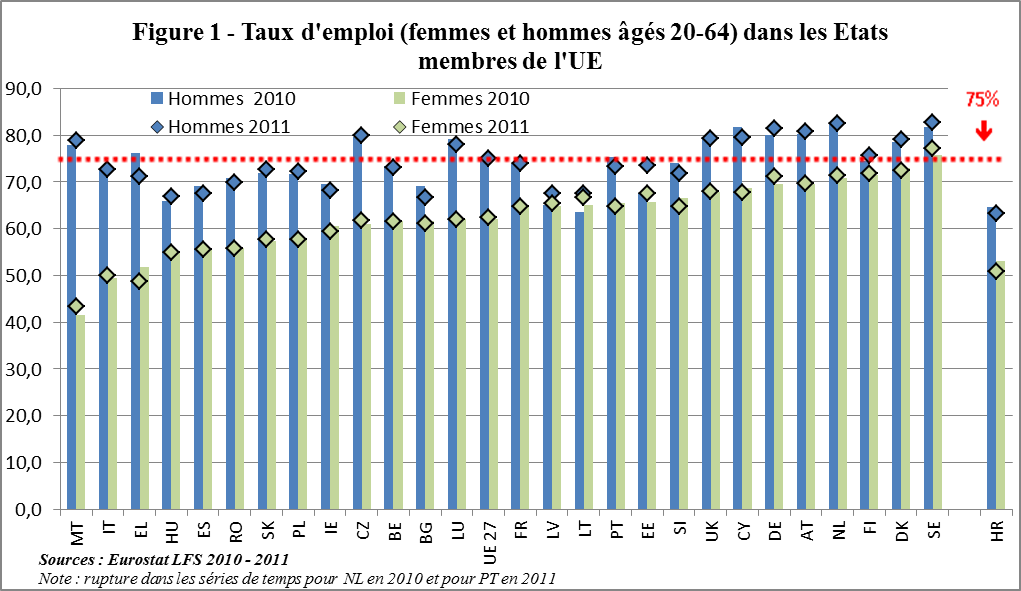 Figure 1 - Taux d'emploi (femmes et hommes âgés 20-64) dans les Etats
membres de l'UE
90,0
80,0
70,0
60,0
50,0
40,0
30,0
20,0
10,0
0,0
Hommes 2010
Femmes 2010
Hommes 2011
Femmes 2011
75%
MT
IT
EL
HU
ES
RO
SK
PL
IE
CZ
BE
BG
LU
UE 27
FR
LV
LT
PT
EE
SI
UK
CY
DE
AT
NL
FI
DK
SE
HR
Sources : Eurostat LFS 2010 - 2011
Note : rupture dans les séries de temps pour NL en 2010 et pour PT en 2011